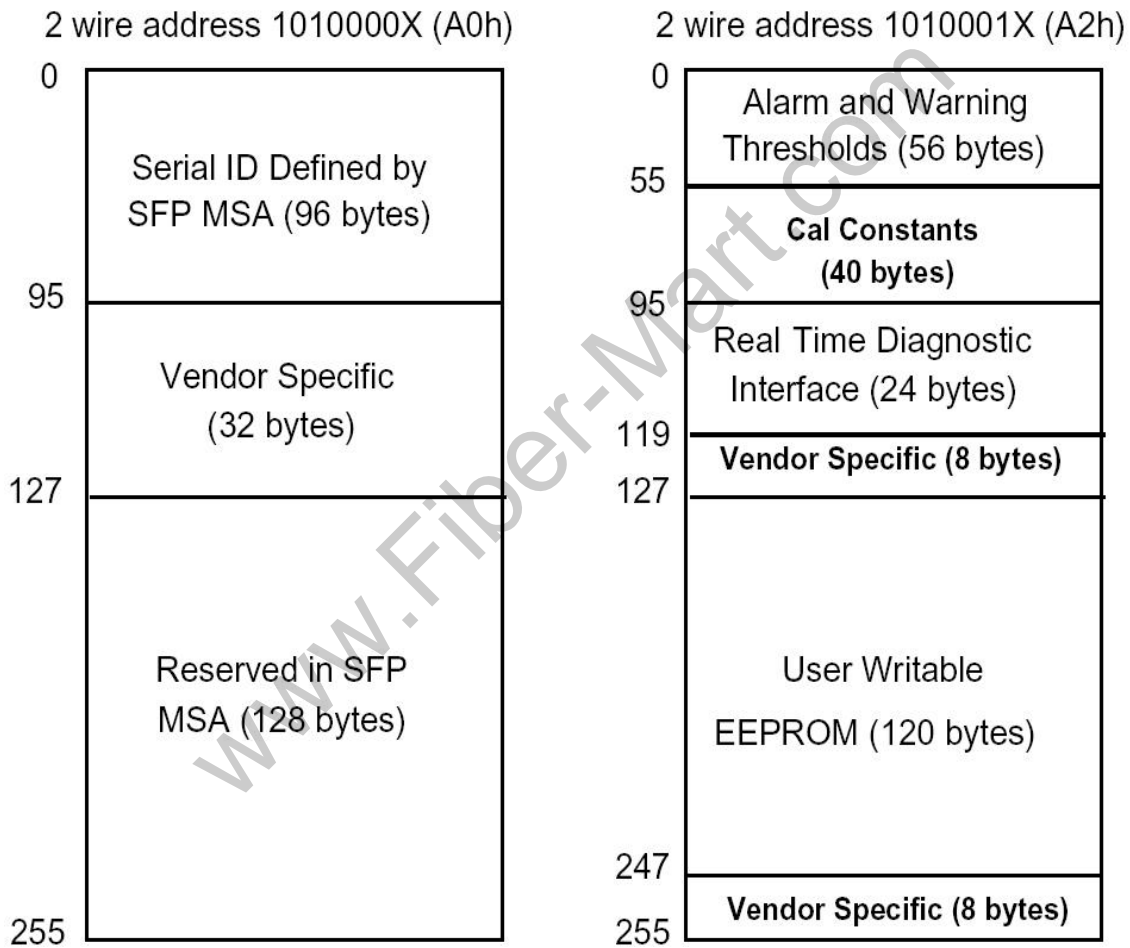 2 wire address 1010000X (A0h)
0
Serial ID Defined by
SFP MSA (96 bytes)
95
Vendor Specific
(32 bytes)
127
Reserved in SFP
MSA (128 bytes)
255
2 wire address 1010001X (A2h)
0
Alarm and Warning
Thresholds (56 bytes)
55
Cal Constants
(40 bytes)
95
Real Time Diagnostic
Interface (24 bytes)
119
Vendor Specific (8 bytes)
127
User Writable
EEPROM (120 bytes)
247
Vendor Specific (8 bytes)
255
www.Fiber-Mart.com